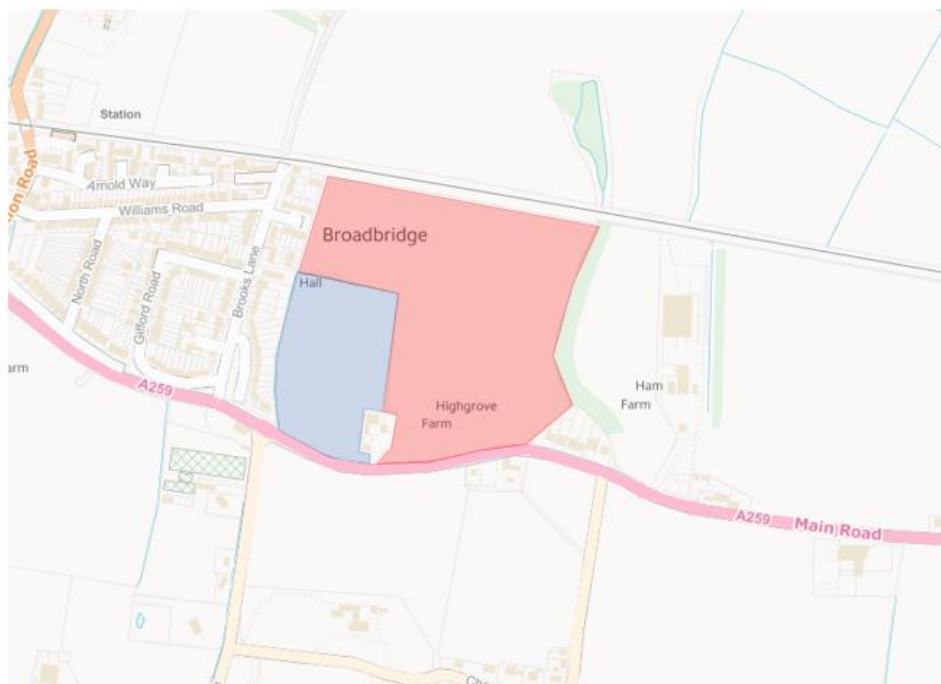 Station
Arnold Way
Williams Road
North Road
Gifford Road
Brooks Lane
Broadbridge
Hall
A259
Highgrove
Farm
Ham
Farm
A259
Main Road